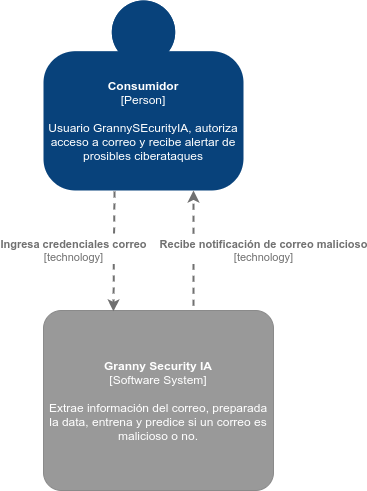 Consumidor
[Person]
Usuario GrannySEcurityIA, autoriza
acceso a correo y recibe alertar de
prosibles ciberataques
Ingresa credenciales correo
[technology]
Recibe notificación de correo malicioso
[technology]
Granny Security IA
[Software System]
Extrae información del correo, preparada
la data, entrena y predice si un correo es
malicioso o no.